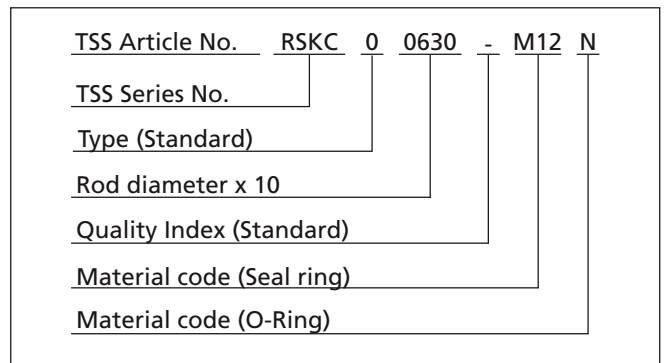 TSS Article No. RSKC 0 0630 - M12 N
TSS Series No.
Type (Standard)
Rod diameter x 10
Quality Index (Standard)
Material code (Seal ring)
Material code (O-Ring)